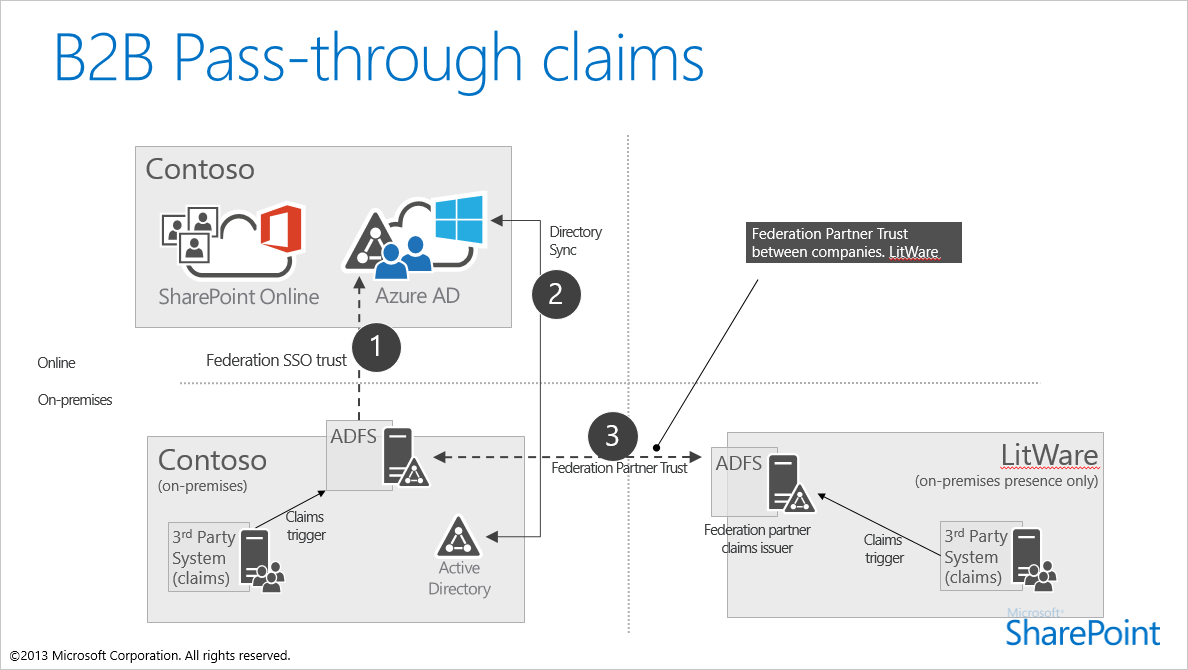 B2B Pass-through claims
Contoso
SharePoint Online
Azure AD
Directory
Sync
2
Federation Partner Trust
between companies. LitWare
1
Federation SSO trust
Online
On-premises
ADFS
Contoso
(on-premises)
Claims
trigger
3rd Party
System
(claims)
Active
Directory
3
Federation Partner Trust
LitWare
(on-premises presence only)
ADFS
Federation partner
claims issuer
Claims
trigger
3rd Party
System
(claims)
Microsoft®
SharePoint
©2013 Microsoft Corporation. All rights reserved.